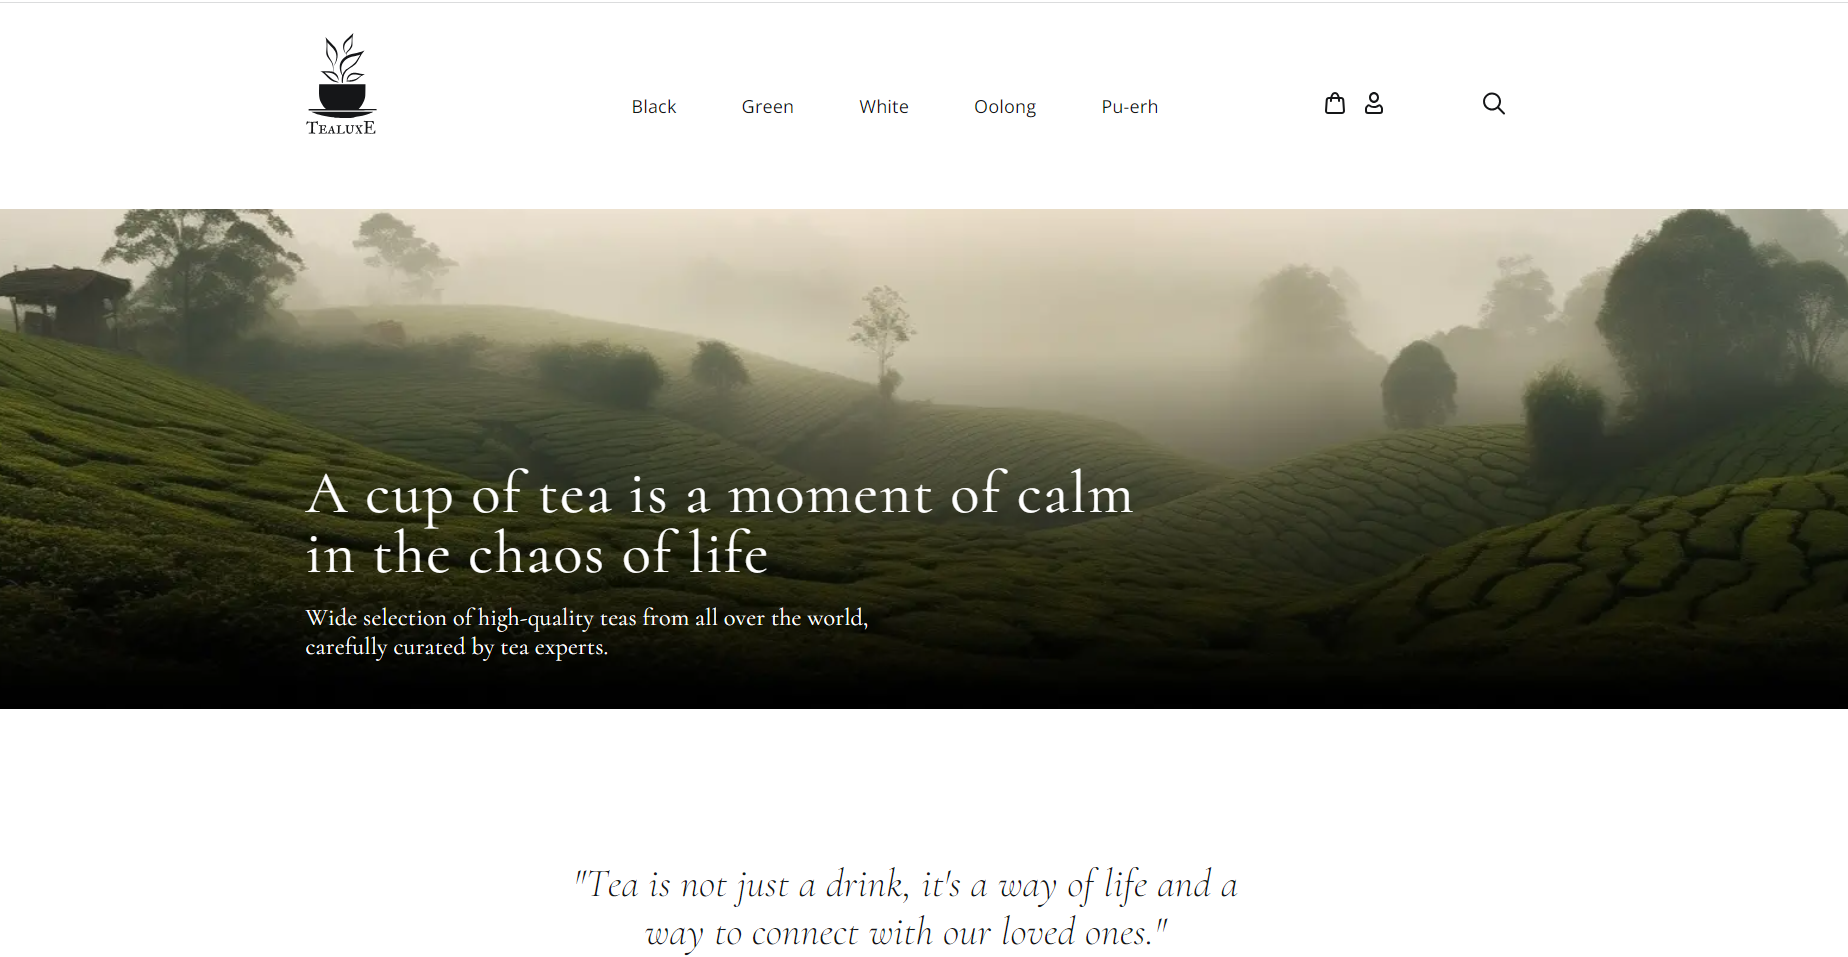 TEALUXE
Black
Green
White
Oolong
Pu-erh
A cup of tea is a moment of calm
in the chaos of life
Wide selection of high-quality teas from all over the world,
carefully curated by tea experts.
"Tea is not just a drink, it's a way of life and a
way to connect with our loved ones."